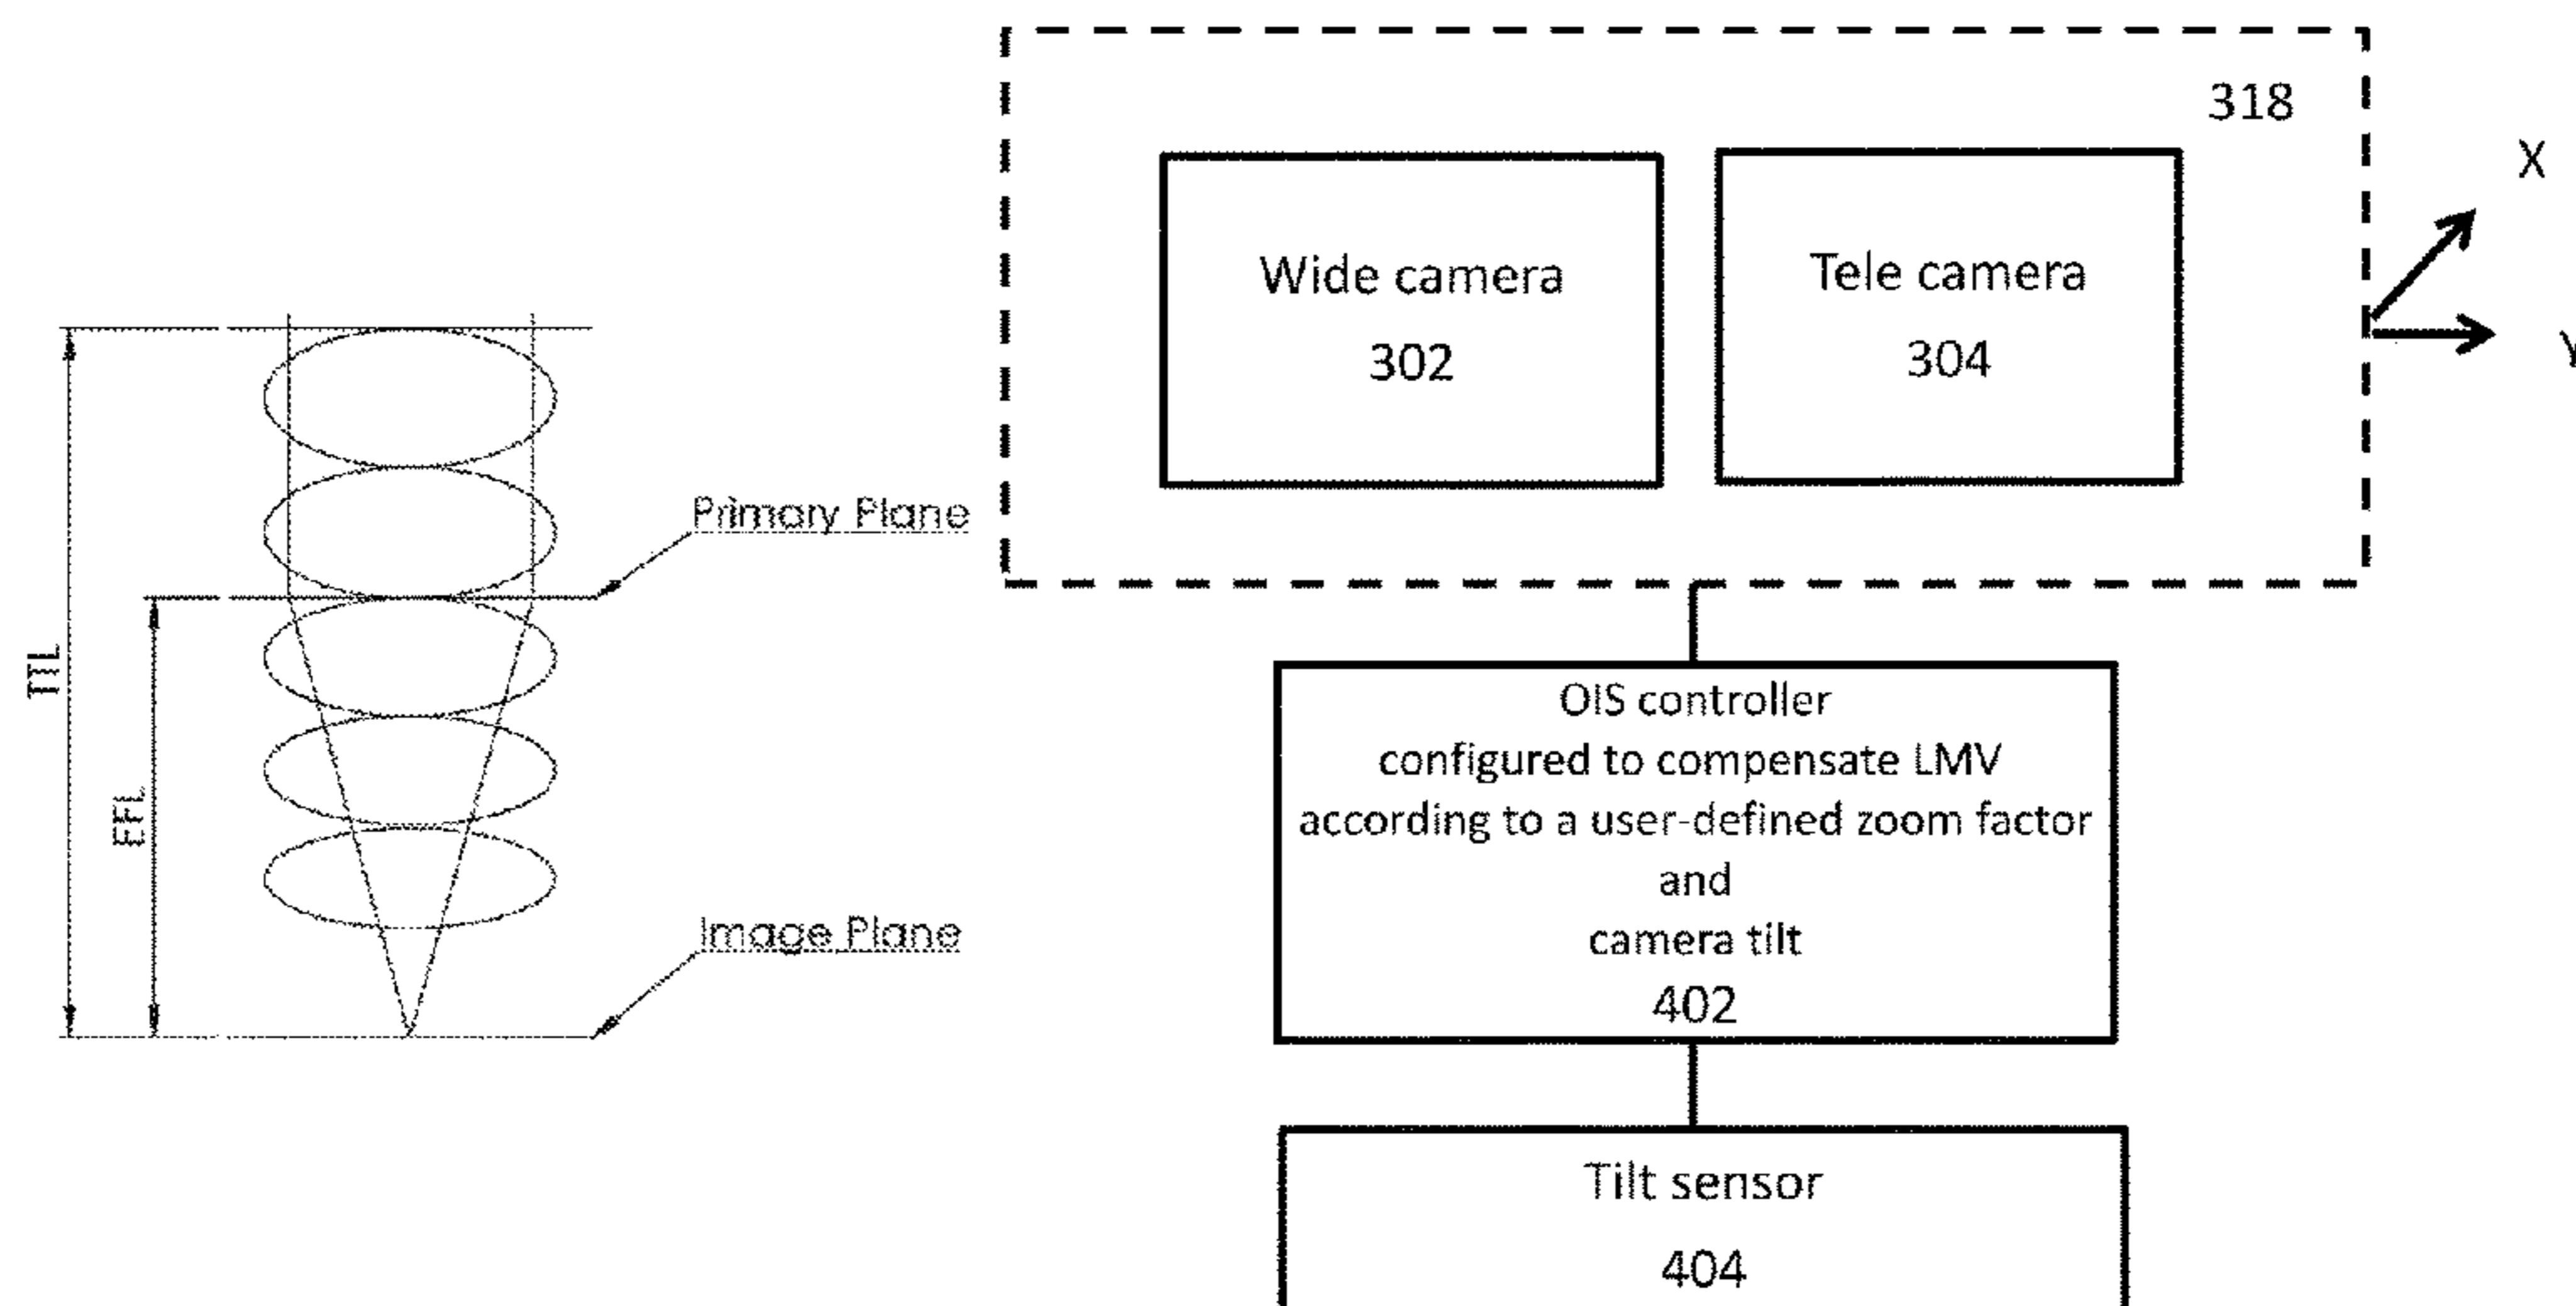 TTL
EFL
Primary Plane
Image Plane
318
Wide camera
302
Tele camera
304
X
Y
OIS controller
configured to compensate LMV
according to a user-defined zoom factor
and
camera tilt
402
Tilt sensor
404